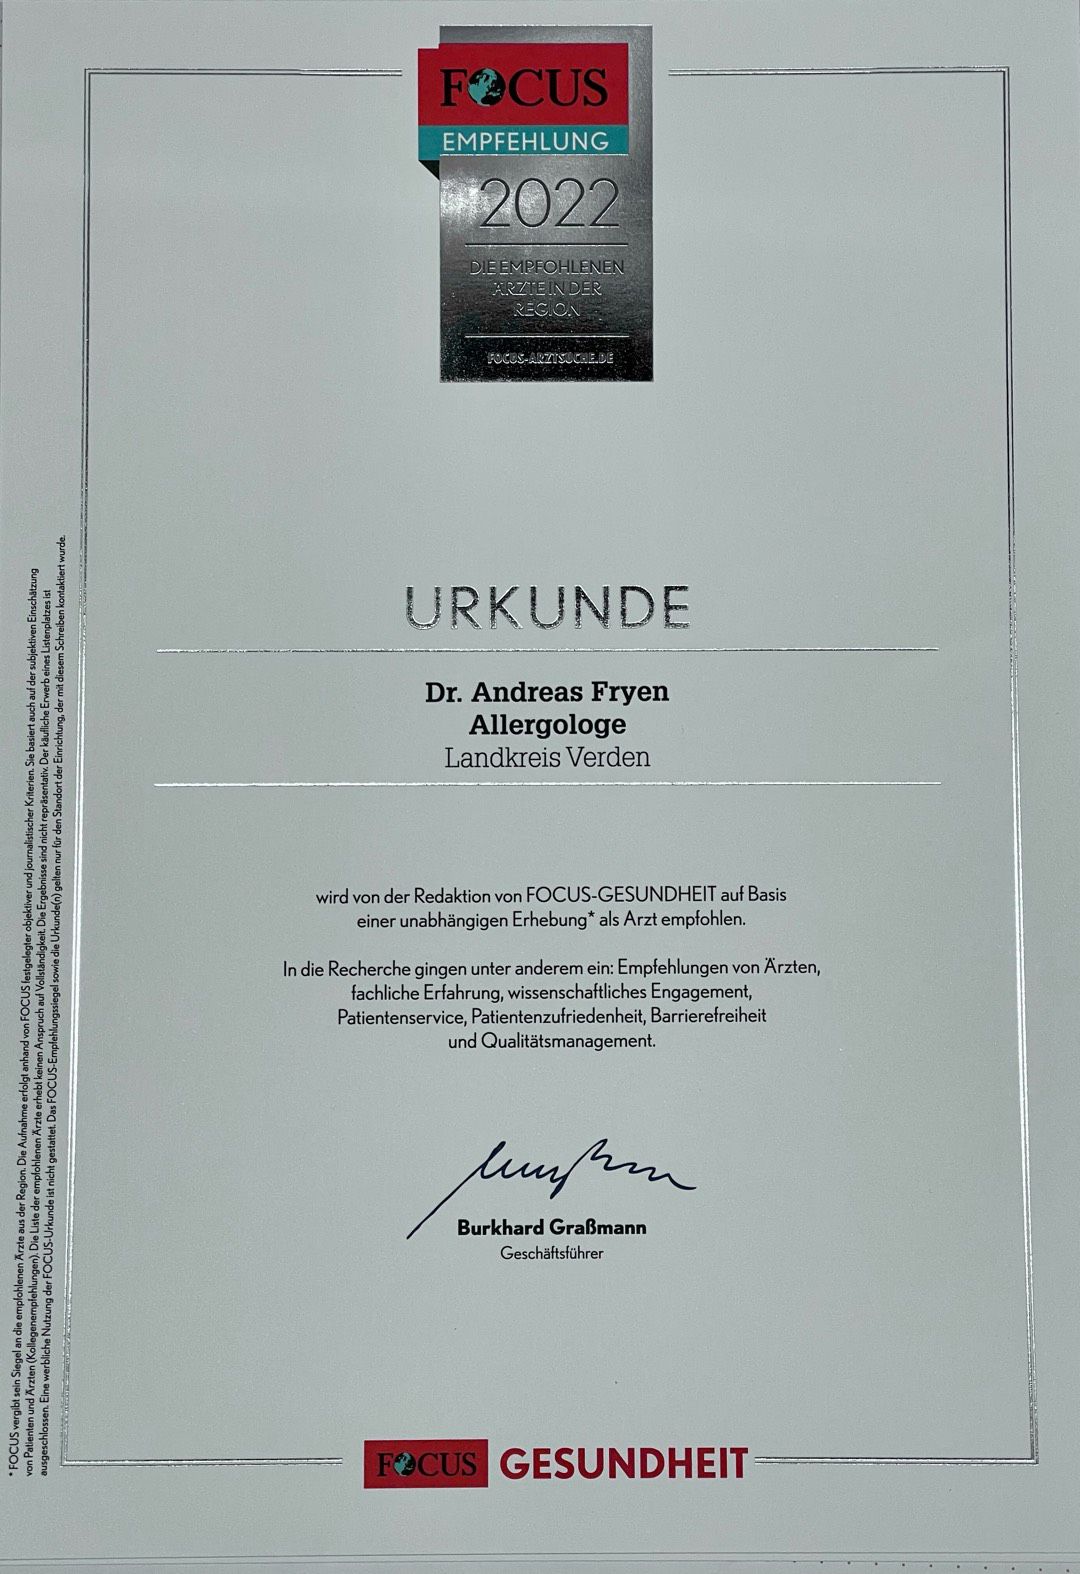 FOCUS
EMPFEHLUNG
2022
DIE EMPFOHLENEN
ÄRZTE IN DER
REGION
FOCUS-ARZTSUCHE.DE
URKUNDE
Dr. Andreas Fryen
Allergologe
Landkreis Verden
wird von der Redaktion von FOCUS-GESUNDHEIT auf Basis
einer unabhängigen Erhebung* als Arzt empfohlen.
In die Recherche gingen unter anderem ein: Empfehlungen von Ärzten,
fachliche Erfahrung, wissenschaftliches Engagement,
Patientenservice, Patientenzufriedenheit, Barrierefreiheit
und Qualitätsmanagement.
Burkhard Graßmann
Geschäftsführer
FOCUS GESUNDHEIT
* FOCUS vergibt sein Siegel an die empfohlenen Ärzte aus der Region. Die Aufnahme erfolgt anhand von FOCUS festgelegter objektiver und journalistischer Kriterien. Sie basiert auch auf der subjektiven Einschätzung
von Patienten und Ärzten (Kollegenempfehlungen). Die Liste der empfohlenen Ärzte erhebt keinen Anspruch auf Vollständigkeit. Die Ergebnisse sind nicht repräsentativ. Der käufliche Erwerb eines Listenplatzes ist
ausgeschlossen. Eine werbliche Nutzung der FOCUS-Urkunde ist nicht gestattet. Das FOCUS-Empfehlungssiegel sowie die Urkunde(n) gelten nur für den Standort der Einrichtung, der mit diesem Schreiben kontaktiert wurde.